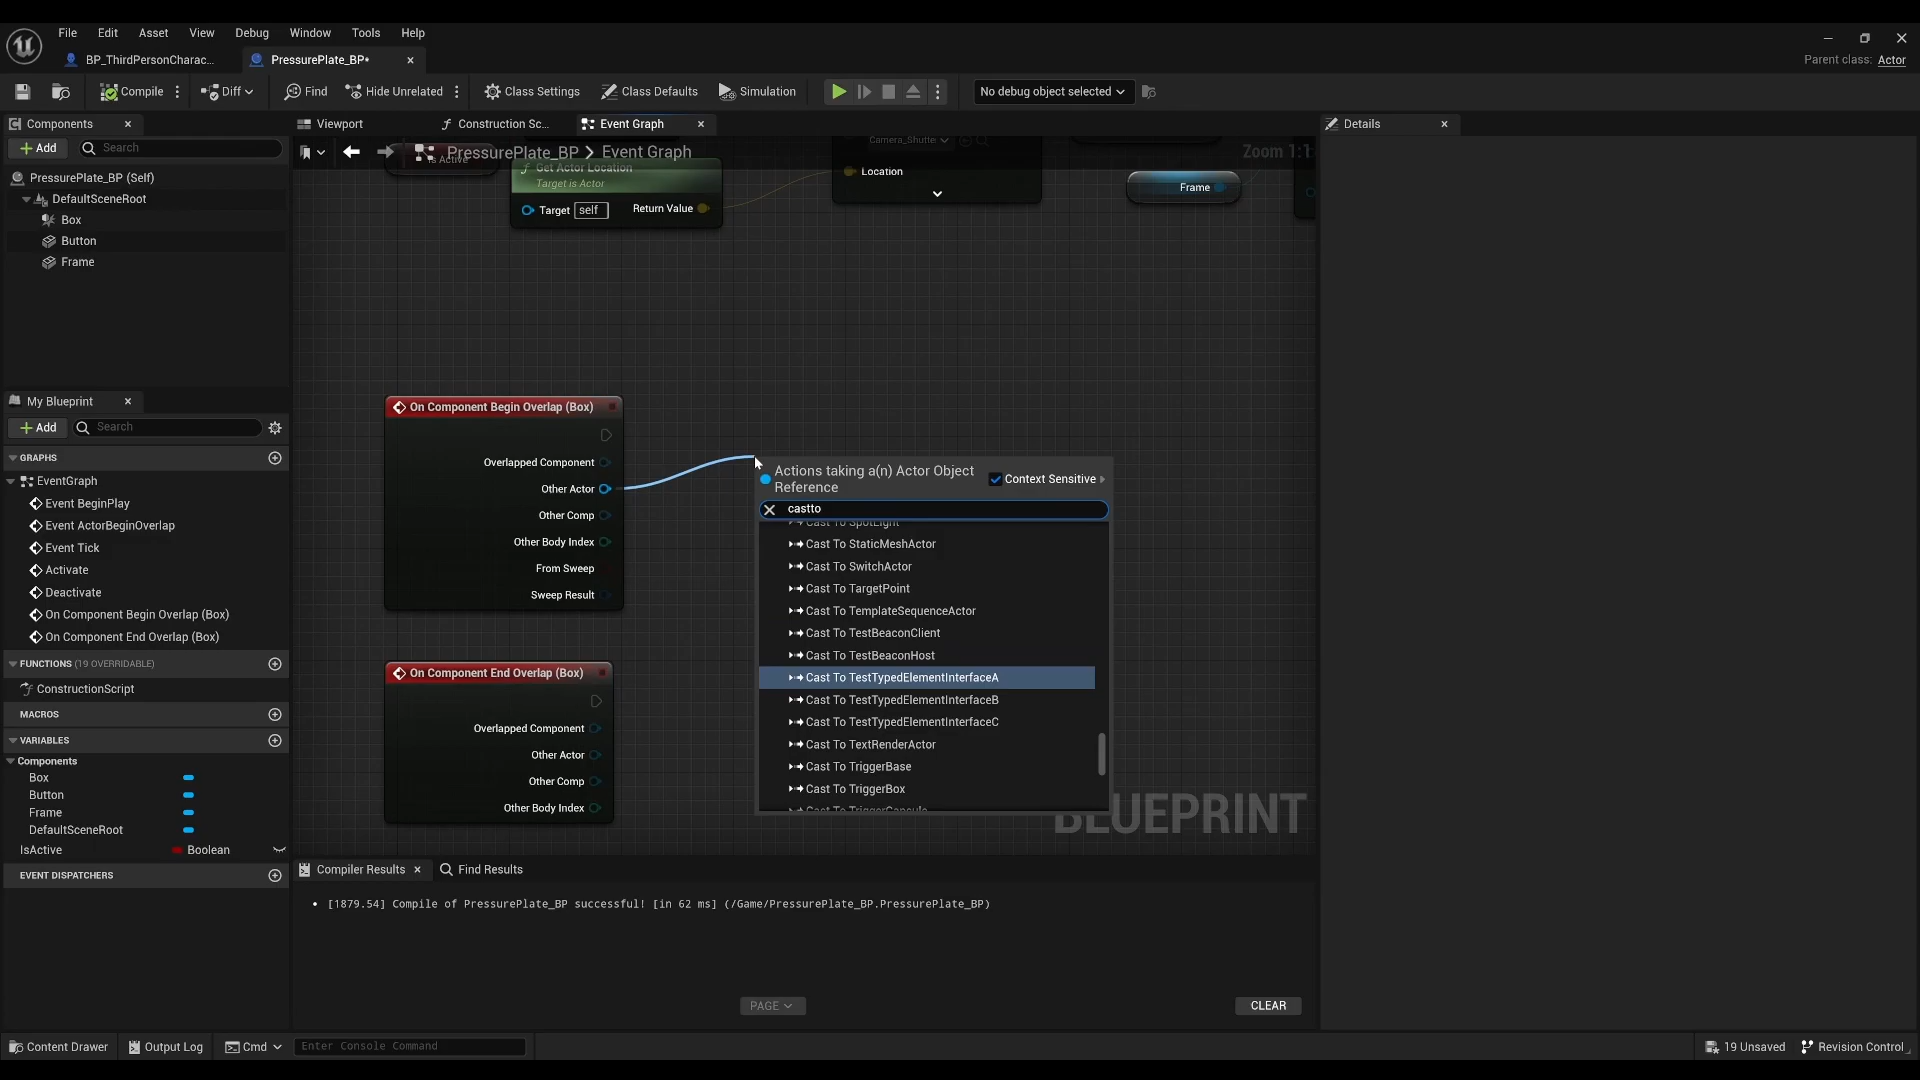 File Edit Asset View Debug Window Tools Help
BP_ThirdPersonCharac...
PressurePlate_BP*
Parent class: Actor
Compile
Diff
Find
Hide Unrelated
Class Settings
Class Defaults
Simulation
No debug object selected
Components
Add
Search
PressurePlate_BP (Self)
DefaultSceneRoot
Box
Button
Frame
My Blueprint
Add
Search
GRAPHS
EventGraph
Event BeginPlay
Event ActorBeginOverlap
Event Tick
Activate
Deactivate
On Component Begin Overlap (Box)
On Component End Overlap (Box)
FUNCTIONS (19 OVERRIDABLE)
ConstructionScript
MACROS
VARIABLES
Components
Box
Button
Frame
DefaultSceneRoot
IsActive Boolean
EVENT DISPATCHERS
Viewport
Construction Sc...
Event Graph
PressurePlate_BP > Event Graph
Zoom 1:1
Is Active
Get Actor Location
Target is Actor
Target self Return Value
Camera_Shutter
Location
Frame
On Component Begin Overlap (Box)
Overlapped Component
Other Actor
Other Comp
Other Body Index
From Sweep
Sweep Result
On Component End Overlap (Box)
Overlapped Component
Other Actor
Other Comp
Other Body Index
Actions taking a(n) Actor Object
Reference
Context Sensitive
castto
Cast To SpotLight
Cast To StaticMeshActor
Cast To SwitchActor
Cast To TargetPoint
Cast To TemplateSequenceActor
Cast To TestBeaconClient
Cast To TestBeaconHost
Cast To TestTypedElementInterfaceA
Cast To TestTypedElementInterfaceB
Cast To TestTypedElementInterfaceC
Cast To TextRenderActor
Cast To TriggerBase
Cast To TriggerBox
Cast To TriggerCapsule
BLUEPRINT
Compiler Results
Find Results
[1879.54] Compile of PressurePlate_BP successful! [in 62 ms] (/Game/PressurePlate_BP.PressurePlate_BP)
PAGE
CLEAR
Details
Content Drawer
Output Log
Cmd
Enter Console Command
19 Unsaved
Revision Control